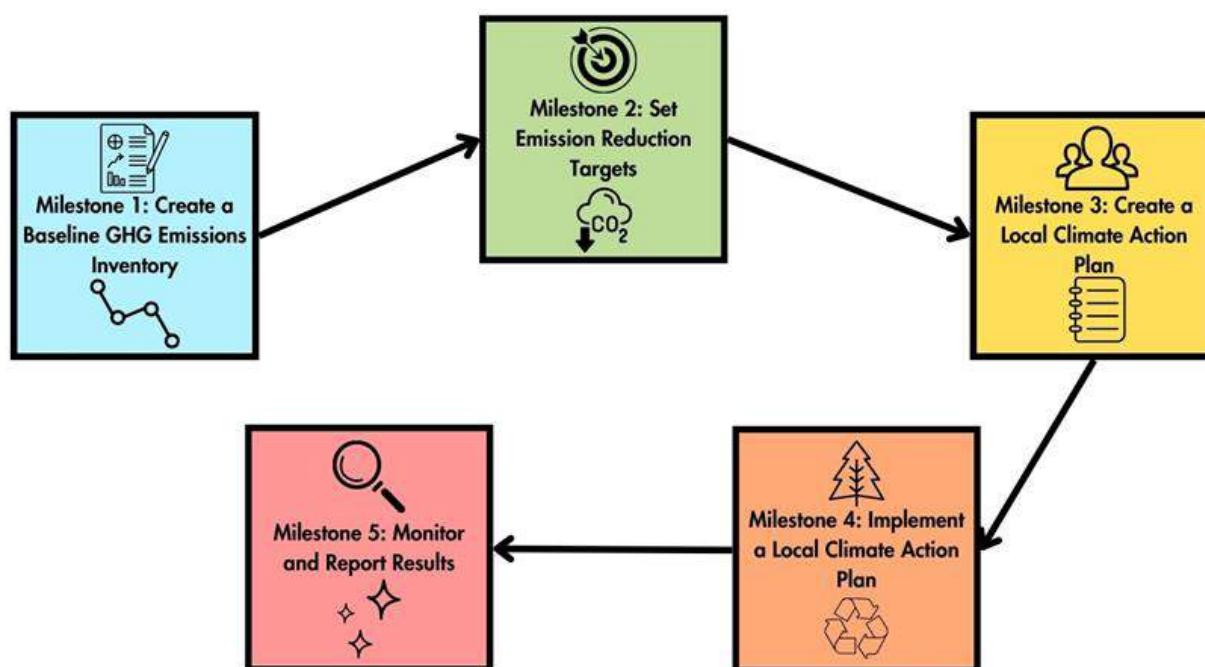 Milestone 1: Create a
Baseline GHG Emissions
Inventory
Milestone 2: Set
Emission Reduction
Targets
CO2
Milestone 3: Create a
Local Climate Action
Plan
Milestone 4: Implement
a Local Climate Action
Plan
Milestone 5: Monitor
and Report Results